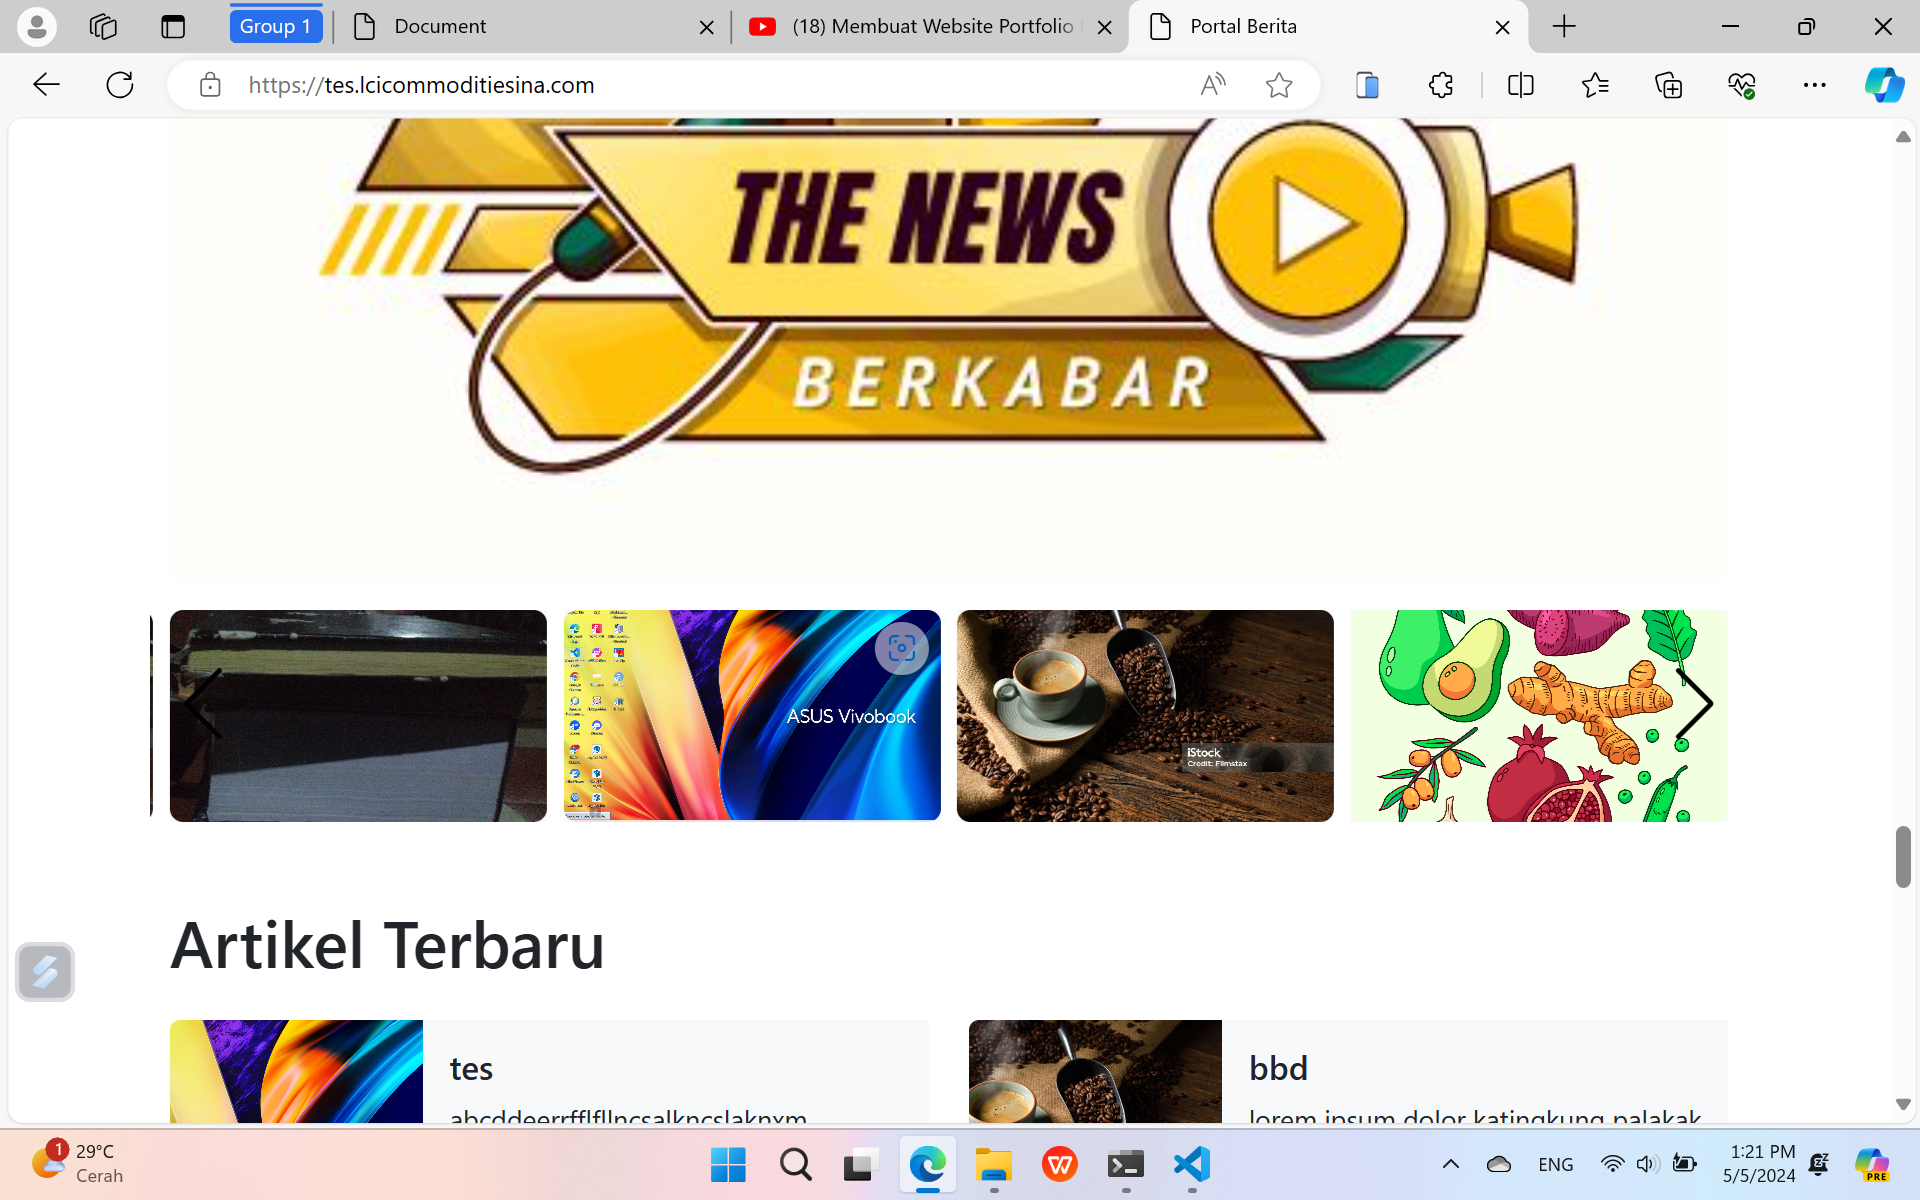 Group 1
Document
(18) Membuat Website Portfolio
Portal Berita
https://tes.lcicommoditiesina.com
THE NEWS
BERKABAR
ASUS Vivobook
iStock
Credit: Filmstax
Artikel Terbaru
tes
abcddeerrfflfllncsalkncslaknxm
bbd
lorem ipsum dolor katingkung palakak
1
29°C
Cerah
ENG
1:21 PM
5/5/2024
PRE